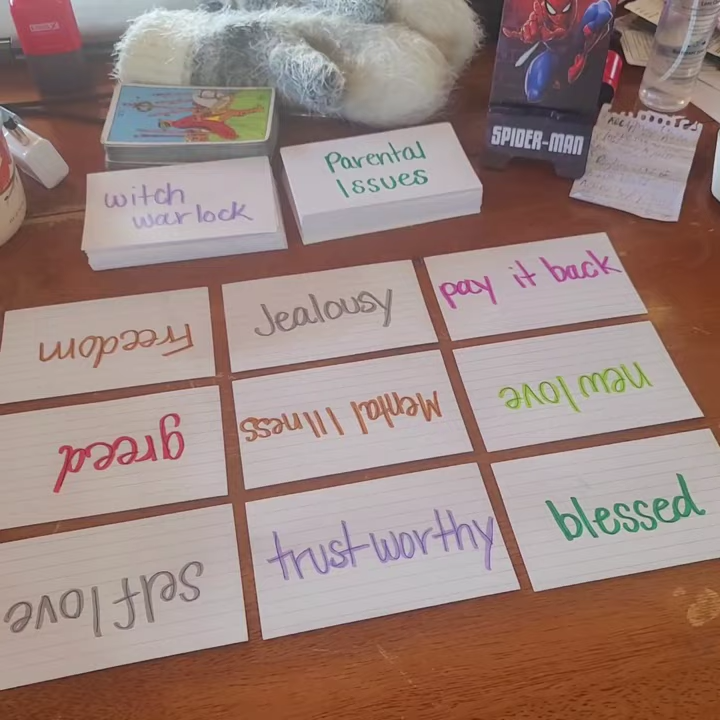 SPIDER-MAN
witch
warlock
Parental
Issues
Freedom
Jealousy
pay it back
greed
Mental Illness
new love
self love
trustworthy
blessed